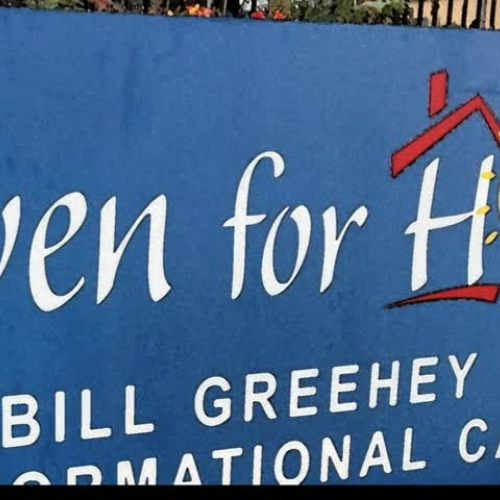 ven for H
BILL GREEHEY
ORMATIONAL CA